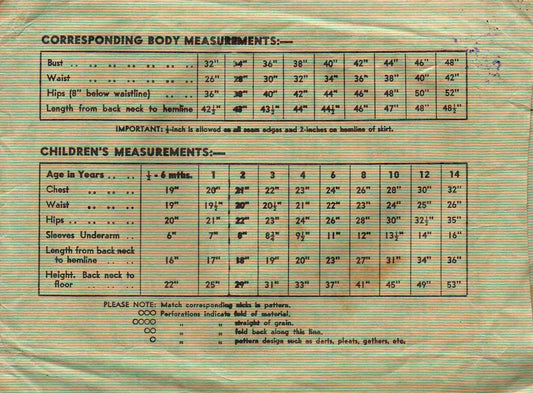 CORRESPONDING BODY MEASUREMENTS:—
Bust .. .. .. .. .. .. .. 32" 34" 36" 38" 40" 42" 44" 46" 48"
Waist .. .. .. .. .. .. 26" 28" 30" 32" 34" 36" 38" 40" 42"
Hips (8" below waistline) .. 36" 38" 40" 42" 44" 46" 48" 50" 52"
Length from back neck to hemline 42½" 43" 43½" 44" 44½" 46" 47" 48" 48½"
IMPORTANT: ½-inch is allowed on all seam edges and 2-inches on hemline of skirt.
CHILDREN'S MEASUREMENTS:—
Age in Years .. .. ½ - 6 mths. 1 2 3 4 6 8 10 12 14
Chest .. .. .. 19" 20" 21" 22" 23" 24" 26" 28" 30" 32"
Waist .. .. .. 19" 19½" 20" 20½" 21" 22" 23" 24" 25" 26"
Hips .. .. .. .. 20" 21" 22" 23" 24" 26" 28" 30" 32½" 35"
Sleeves Underarm .. 6" 7" 8" 8¾" 9½" 11" 12" 13½" 14" 16"
Length from back neck
to hemline .. .. 16" 17" 18" 19" 20" 23" 27" 31" 34" 36"
Height. Back neck to
floor .. .. .. 22" 25" 29" 31" 33" 37" 41" 45" 49" 53"
PLEASE NOTE: Match corresponding nicks in pattern.
OOO Perforations indicate fold of material.
OOOO " " straight of grain.
OO " " fold back along this line.
O " " pattern design such as darts, pleats, gathers, etc.